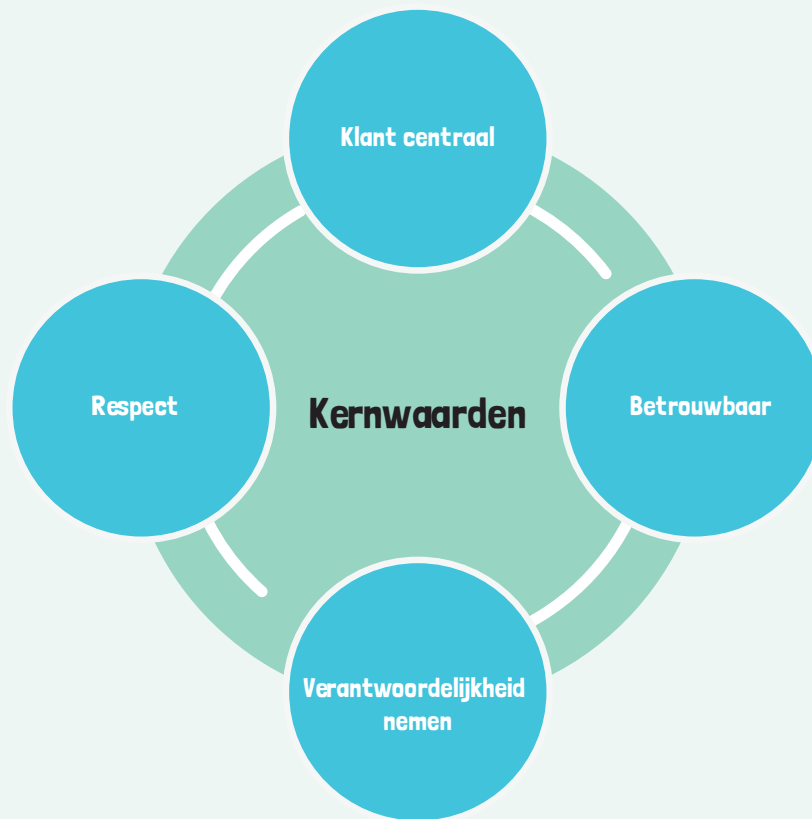 Klant centraal
Respect
Kernwaarden
Betrouwbaar
Verantwoordelijkheid
nemen